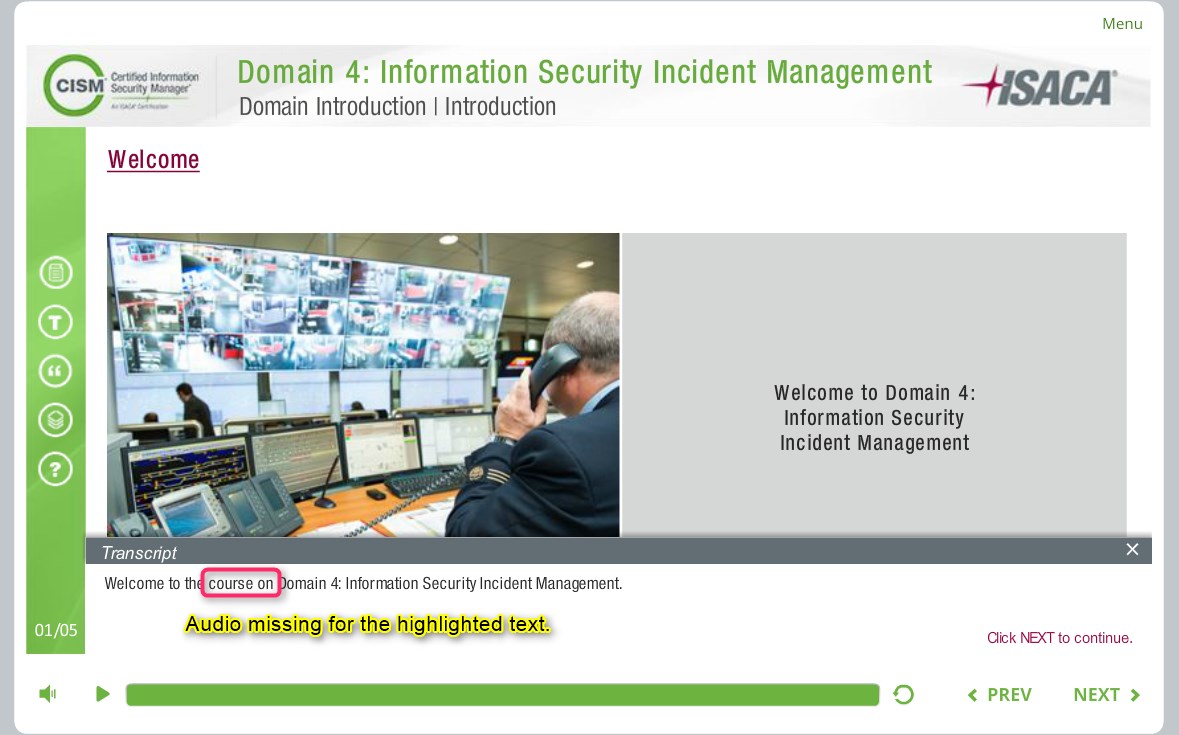 Menu
CISM
Certified Information
Security Manager®
An ISACA® Certification
Domain 4: Information Security Incident Management
Domain Introduction | Introduction
ISACA®
Welcome
T
“
?
Welcome to Domain 4:
Information Security
Incident Management
Transcript
Welcome to the course on Domain 4: Information Security Incident Management.
Audio missing for the highlighted text.
01/05
Click NEXT to continue.
PREV
NEXT